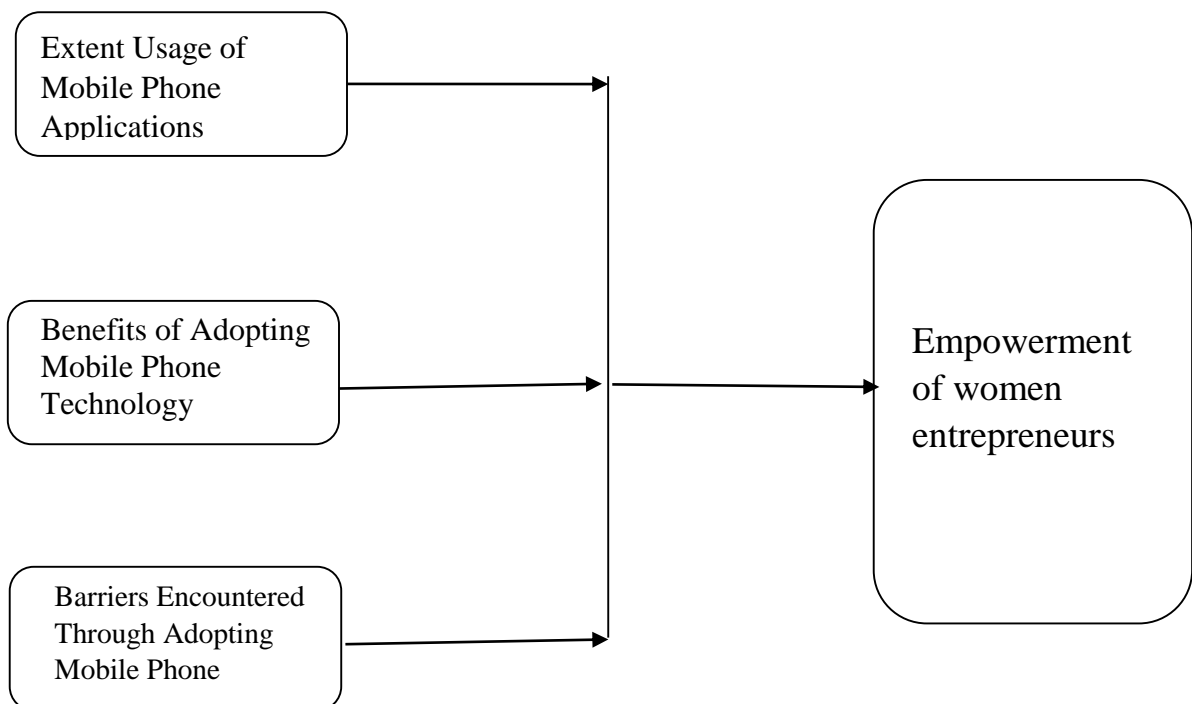 Extent Usage of
Mobile Phone
Applications
Benefits of Adopting
Mobile Phone
Technology
Barriers Encountered
Through Adopting
Mobile Phone
Empowerment
of women
entrepreneurs